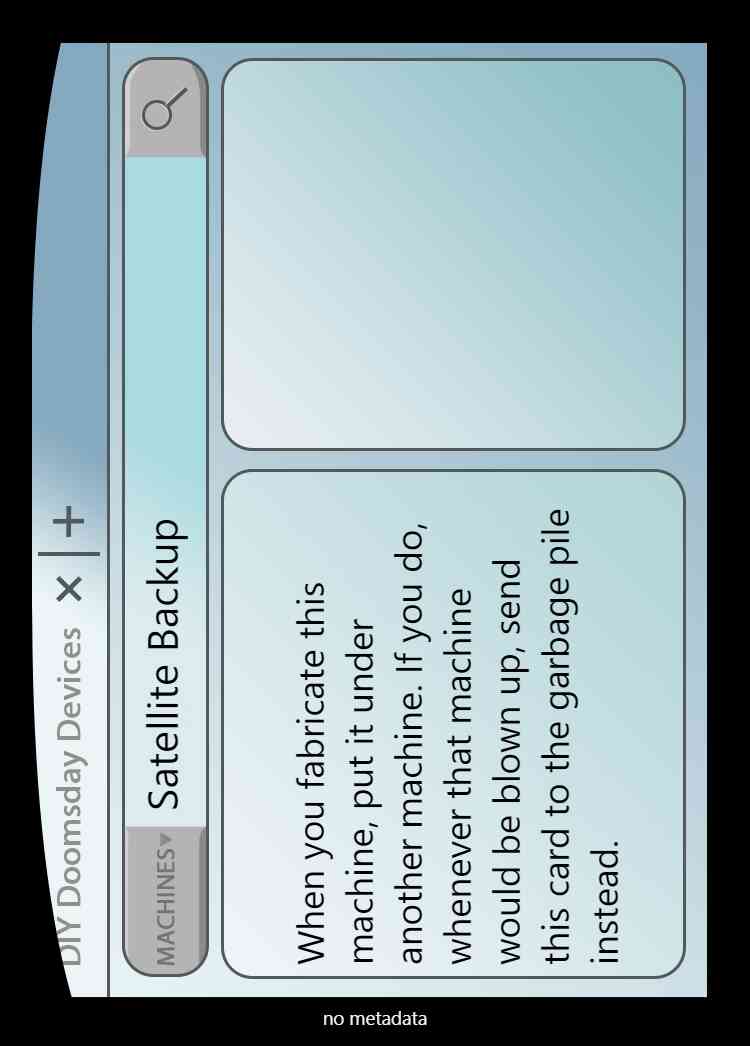 DIY Doomsday Devices × | +
MACHINES▾ Satellite Backup
When you fabricate this
machine, put it under
another machine. If you do,
whenever that machine
would be blown up, send
this card to the garbage pile
instead.
no metadata